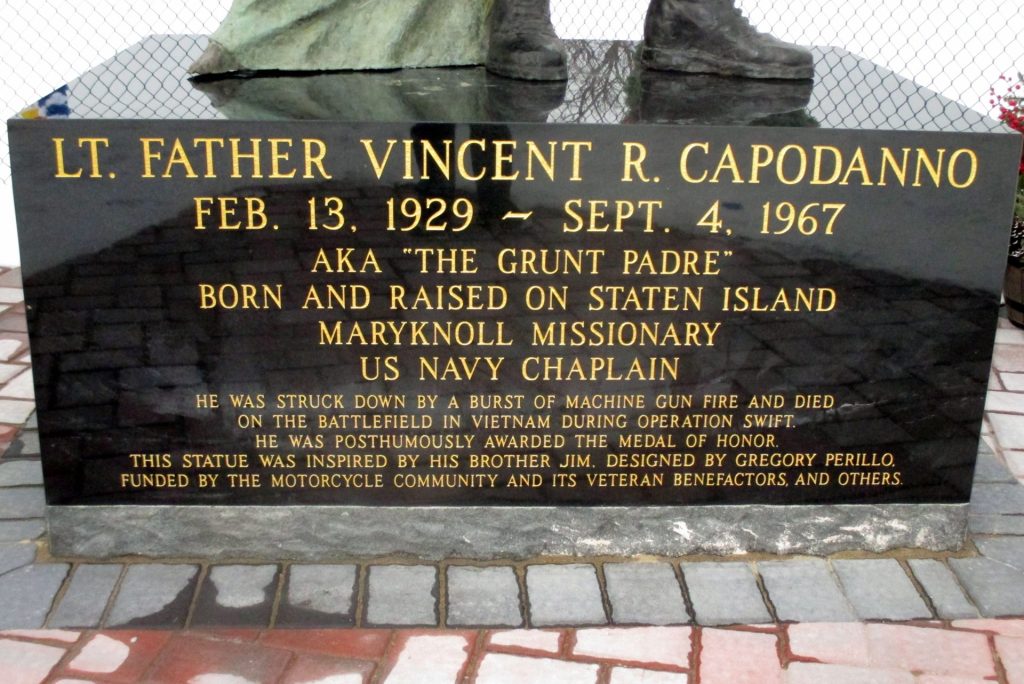 LT. FATHER VINCENT R. CAPODANNO
FEB. 13, 1929 ~ SEPT. 4, 1967
AKA "THE GRUNT PADRE"
BORN AND RAISED ON STATEN ISLAND
MARYKNOLL MISSIONARY
US NAVY CHAPLAIN
HE WAS STRUCK DOWN BY A BURST OF MACHINE GUN FIRE AND DIED
ON THE BATTLEFIELD IN VIETNAM DURING OPERATION SWIFT.
HE WAS POSTHUMOUSLY AWARDED THE MEDAL OF HONOR.
THIS STATUE WAS INSPIRED BY HIS BROTHER JIM, DESIGNED BY GREGORY PERILLO,
FUNDED BY THE MOTORCYCLE COMMUNITY AND ITS VETERAN BENEFACTORS, AND OTHERS.